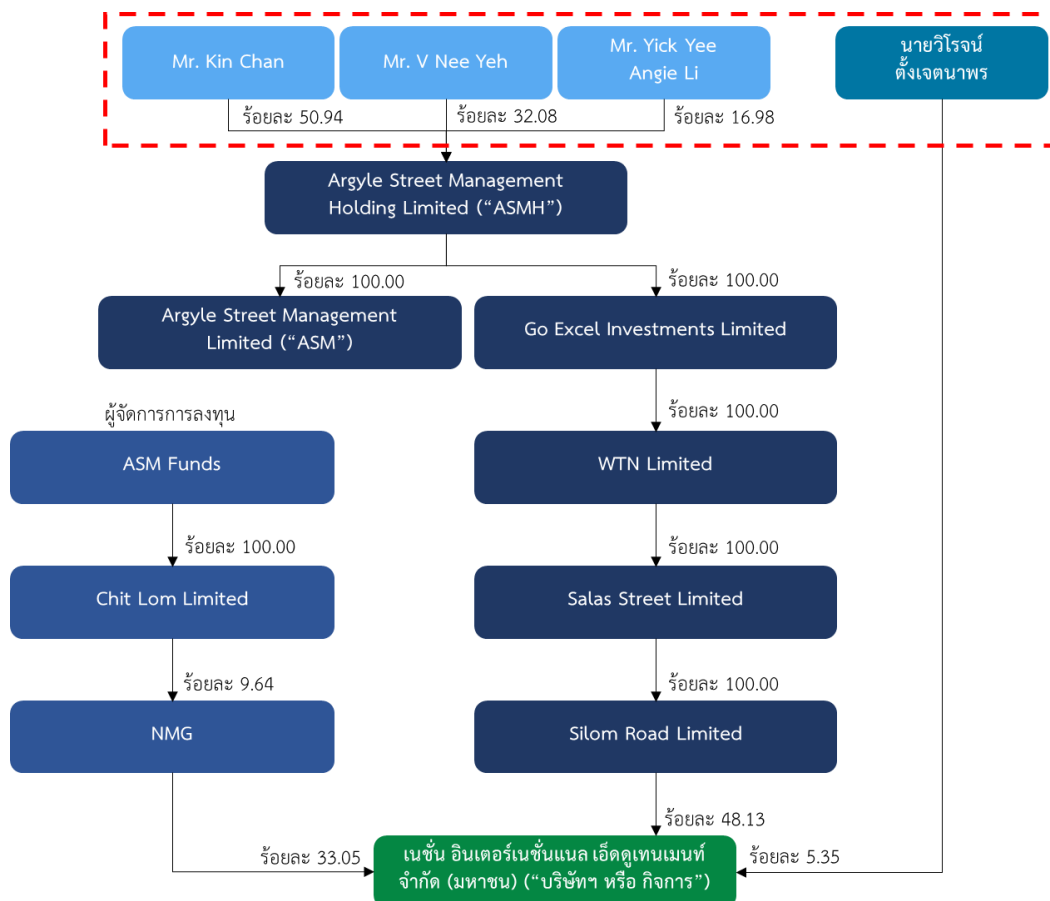 Mr. Kin Chan
Mr. V Nee Yeh
Mr. Yick Yee
Angie Li
นายวิโรจน์
ตั้งเจตนาพร
ร้อยละ 50.94
ร้อยละ 32.08
ร้อยละ 16.98
Argyle Street Management
Holding Limited (“ASMH”)
ร้อยละ 100.00
ร้อยละ 100.00
Argyle Street Management
Limited (“ASM”)
Go Excel Investments Limited
ผู้จัดการการลงทุน
ร้อยละ 100.00
ASM Funds
WTN Limited
ร้อยละ 100.00
ร้อยละ 100.00
Chit Lom Limited
Salas Street Limited
ร้อยละ 9.64
ร้อยละ 100.00
NMG
Silom Road Limited
ร้อยละ 48.13
ร้อยละ 33.05
เนชั่น อินเตอร์เนชั่นแนล เอ็ดดูเทนเมนท์
จำกัด (มหาชน) (“บริษัทฯ หรือ กิจการ”)
ร้อยละ 5.35